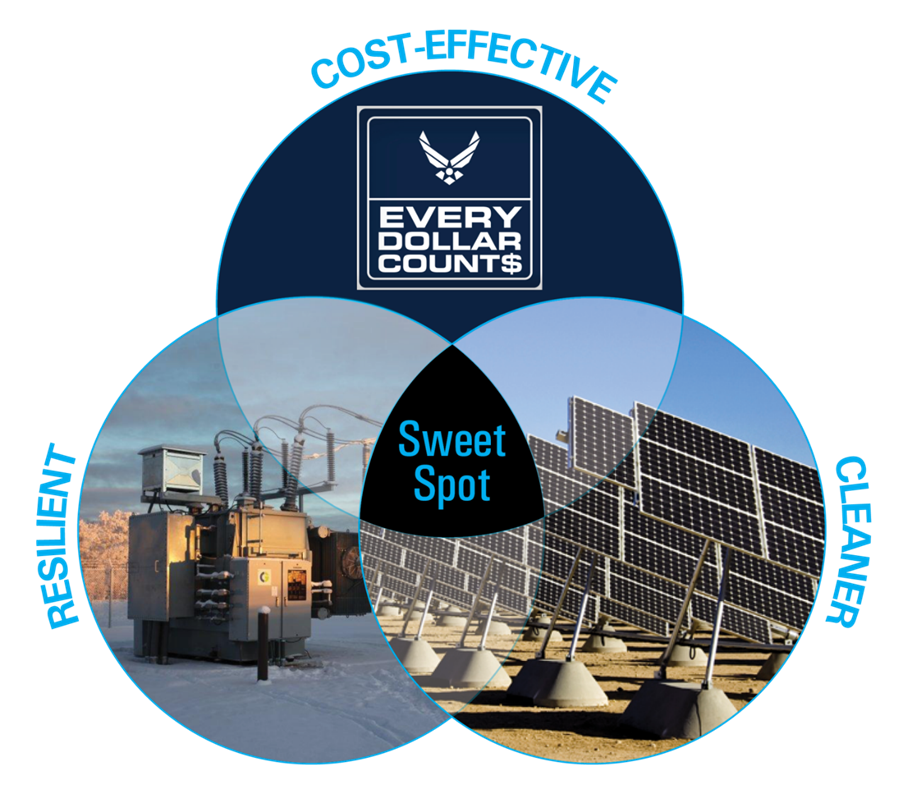 COST-EFFECTIVE
EVERY
DOLLAR
COUNT$
Sweet
Spot
RESILIENT
CLEANER